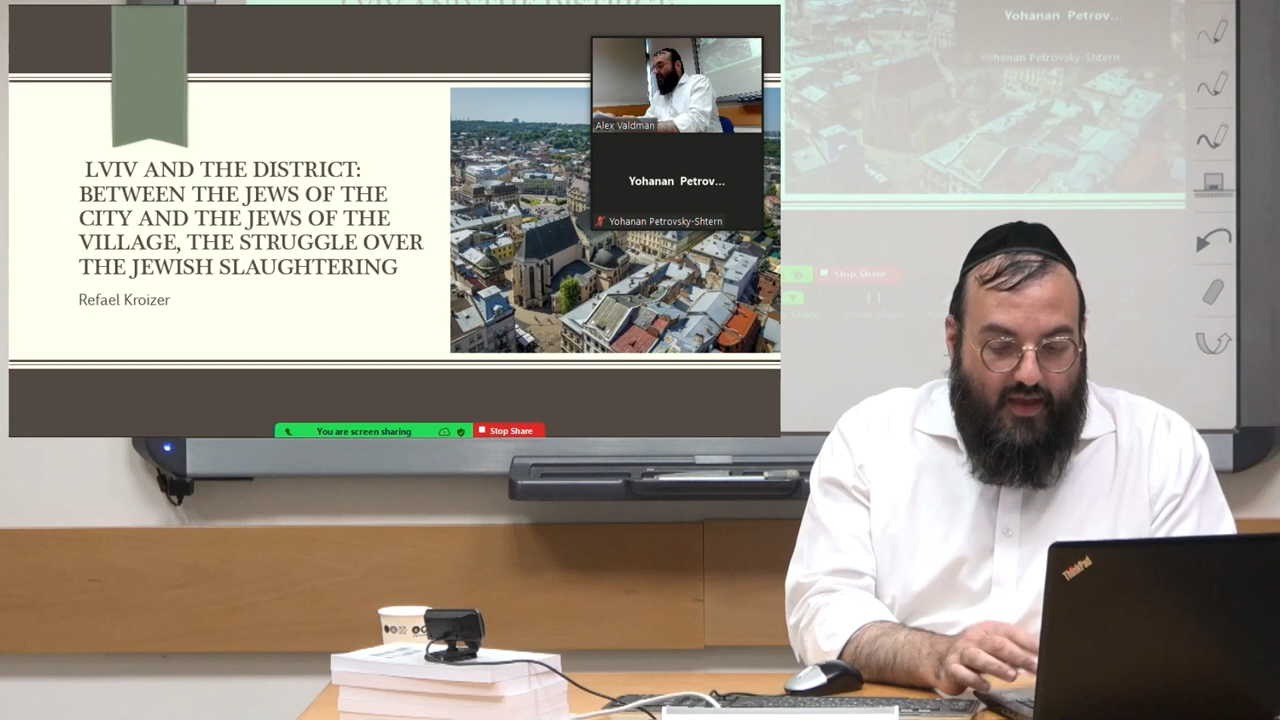 LVIV AND THE DISTRICT:
BETWEEN THE JEWS OF THE
CITY AND THE JEWS OF THE
VILLAGE, THE STRUGGLE OVER
THE JEWISH SLAUGHTERING
Refael Kroizer
Alex Valdman
Yohanan Petrov...
Yohanan Petrovsky-Shtern
You are screen sharing
Stop Share
Yohanan Petrov...
Yohanan Petrovsky-Shtern
Stop Share
ThinkPad